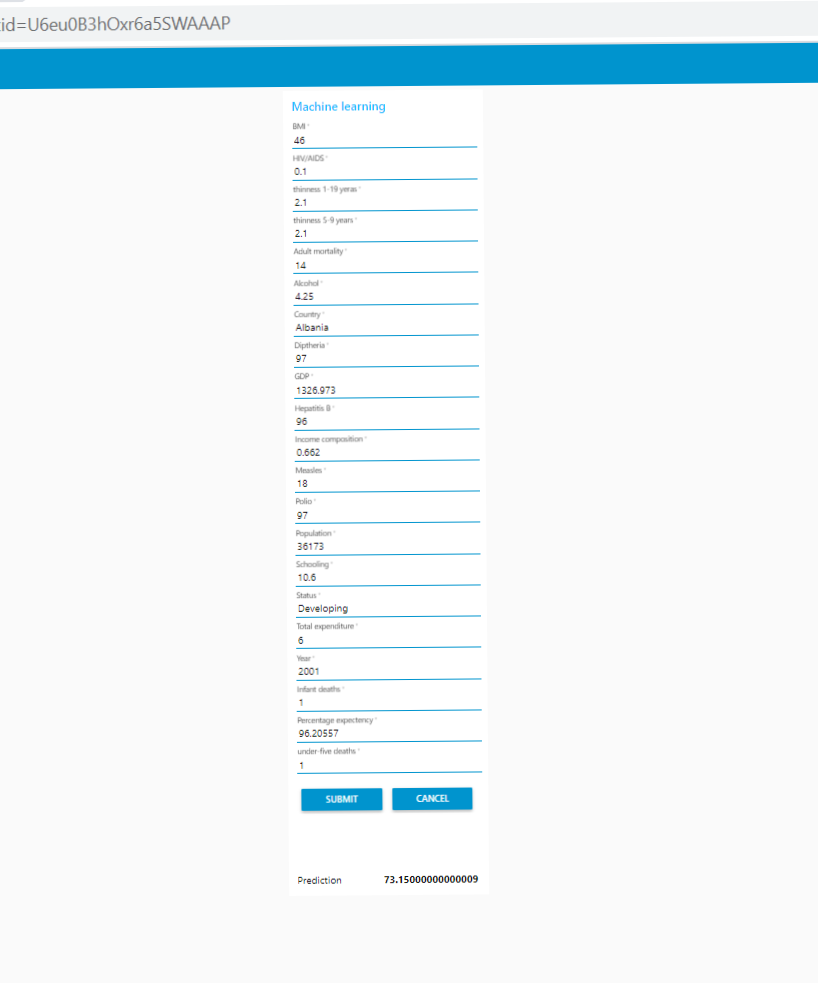 tid=U6eu0B3hOxr6a5SWAAAP
Machine learning
BMI *
46
HIV/AIDS *
0.1
thinness 1-19 yeras *
2.1
thinness 5-9 years *
2.1
Adult mortality *
14
Alcohol *
4.25
Country *
Albania
Diptheria *
97
GDP *
1326.973
Hepatitis B *
96
Income composition *
0.662
Measles *
18
Polio *
97
Population *
36173
Schooling *
10.6
Status *
Developing
Total expenditure *
6
Year *
2001
Infant deaths *
1
Percentage expectency *
96.20557
under-five deaths *
1
SUBMIT CANCEL
Prediction 73.15000000000009